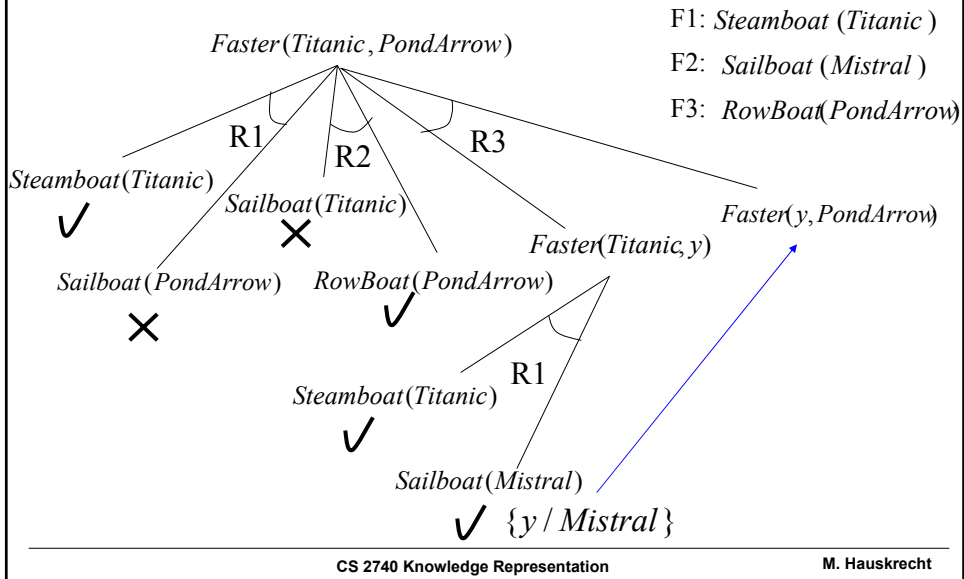 F1: Steamboat (Titanic )
Faster(Titanic , PondArrow)
F2: Sailboat (Mistral )
F3: RowBoat(PondArrow)
R1
R2
R3
Steamboat(Titanic)
Sailboat(Titanic)
Faster(y, PondArrow)
Faster(Titanic, y)
Sailboat(PondArrow)
RowBoat(PondArrow)
R1
Steamboat(Titanic)
Sailboat(Mistral)
{y / Mistral}
CS 2740 Knowledge Representation
M. Hauskrecht